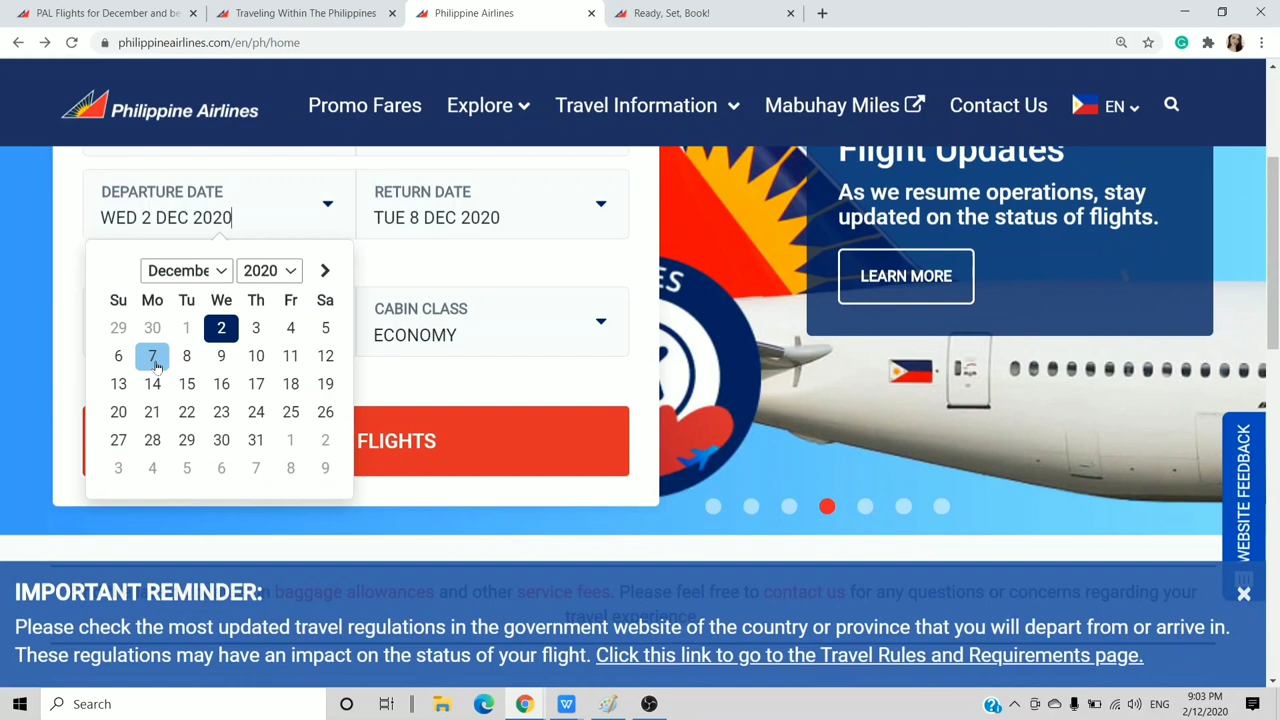 PAL Flights for December and be
Traveling Within The Philippines
Philippine Airlines
Ready, Set, Book!
philippineairlines.com/en/ph/home
Philippine Airlines
Promo Fares
Explore
Travel Information
Mabuhay Miles
Contact Us
EN
Flight Updates
As we resume operations, stay
updated on the status of flights.
LEARN MORE
DEPARTURE DATE
WED 2 DEC 2020
RETURN DATE
TUE 8 DEC 2020
Decembe 2020
Su Mo Tu We Th Fr Sa
29 30 1 2 3 4 5
6 7 8 9 10 11 12
13 14 15 16 17 18 19
20 21 22 23 24 25 26
27 28 29 30 31 1 2
3 4 5 6 7 8 9
CABIN CLASS
ECONOMY
FLIGHTS
ES
WEBSITE FEEDBACK
baggage allowances and other service fees. Please feel free to contact us for any questions or concerns regarding your
travel experience.
IMPORTANT REMINDER:
Please check the most updated travel regulations in the government website of the country or province that you will depart from or arrive in.
These regulations may have an impact on the status of your flight. Click this link to go to the Travel Rules and Requirements page.
Search
ENG
9:03 PM
2/12/2020